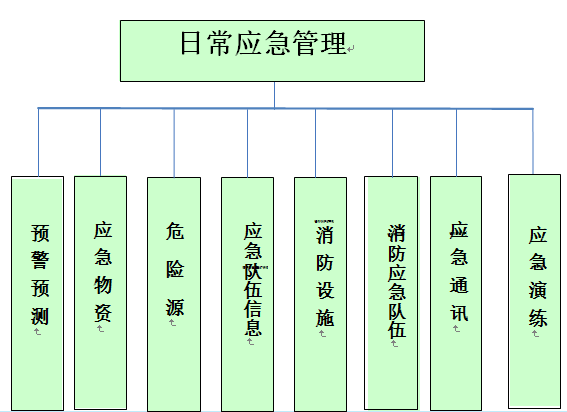 日常应急管理
预警预测
应急物资
危险源
应急队伍信息
消防设施
消防应急队伍
应急通讯
应急演练